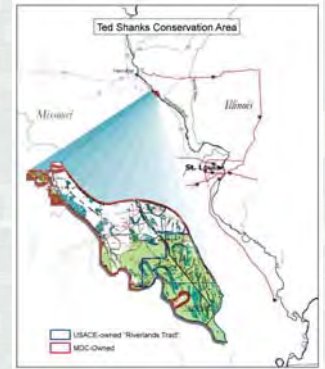 Ted Shanks Conservation Area
Missouri
Illinois
St. Louis
USACE-owned "Riverlands Tract"
MDC-Owned